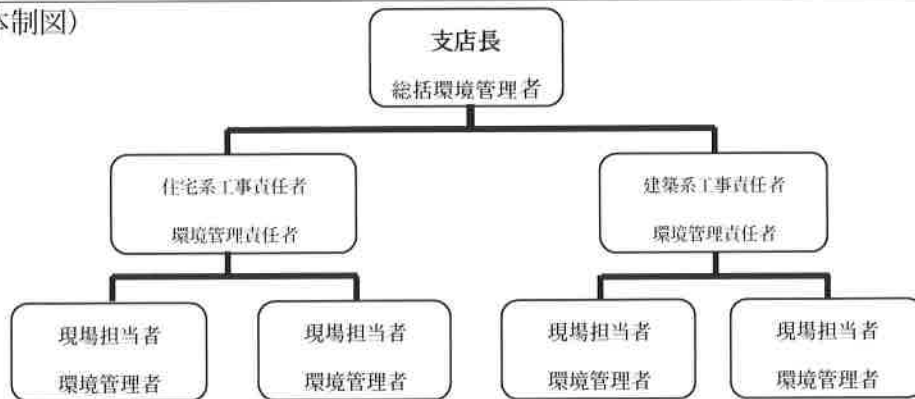 体制図)
支店長
総括環境管理者
住宅系工事責任者
環境管理責任者
建築系工事責任者
環境管理責任者
現場担当者
環境管理者
現場担当者
環境管理者
現場担当者
環境管理者
現場担当者
環境管理者